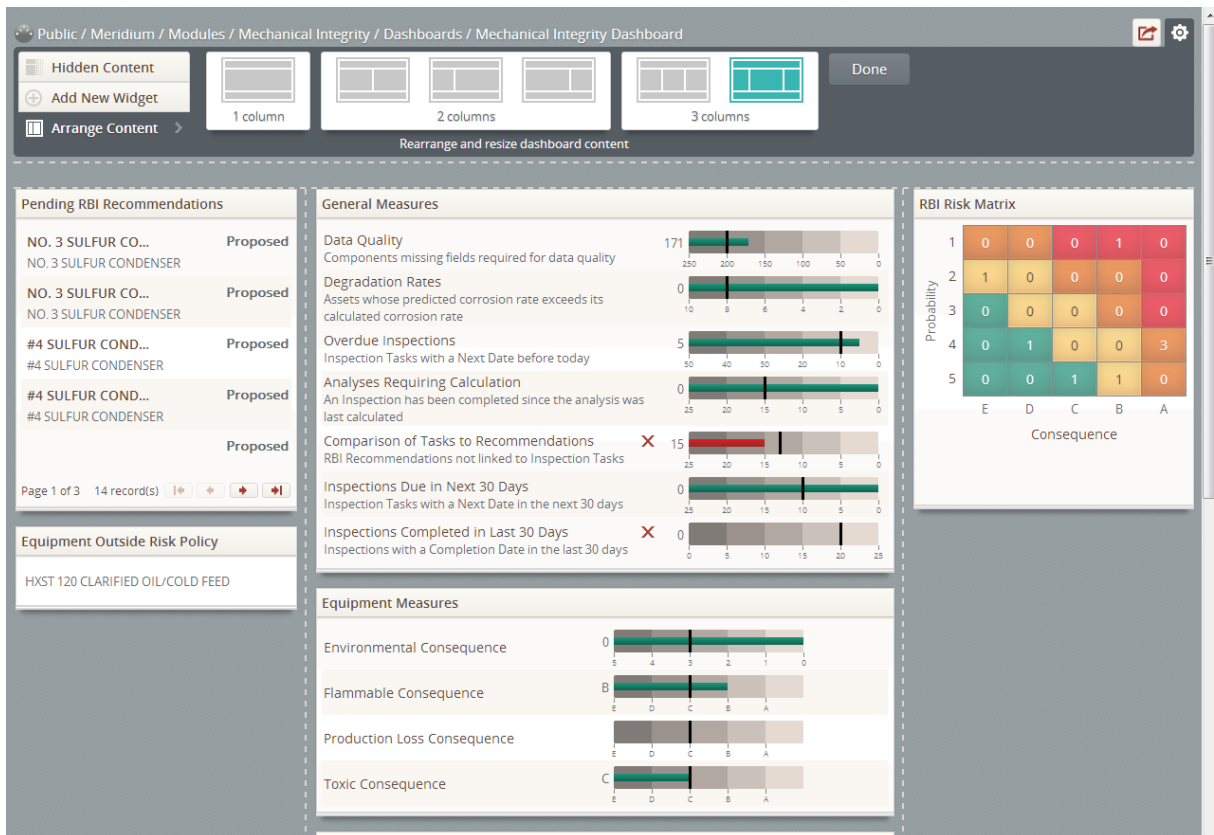 Public / Meridium / Modules / Mechanical Integrity / Dashboards / Mechanical Integrity Dashboard
Hidden Content
Add New Widget
Arrange Content
1 column
2 columns
3 columns
Done
Rearrange and resize dashboard content
Pending RBI Recommendations
NO. 3 SULFUR CO... Proposed
NO. 3 SULFUR CONDENSER
NO. 3 SULFUR CO... Proposed
NO. 3 SULFUR CONDENSER
#4 SULFUR COND... Proposed
#4 SULFUR CONDENSER
#4 SULFUR COND... Proposed
#4 SULFUR CONDENSER
Proposed
Page 1 of 3 14 record(s)
Equipment Outside Risk Policy
HXST 120 CLARIFIED OIL/COLD FEED
General Measures
Data Quality 171
Components missing fields required for data quality
250 200 150 100 50 0
Degradation Rates 0
Assets whose predicted corrosion rate exceeds its
calculated corrosion rate
10 8 6 4 2 0
Overdue Inspections 5
Inspection Tasks with a Next Date before today
50 40 30 20 10 0
Analyses Requiring Calculation 0
An Inspection has been completed since the analysis was
last calculated
25 20 15 10 5 0
Comparison of Tasks to Recommendations 15
RBI Recommendations not linked to Inspection Tasks
25 20 15 10 5 0
Inspections Due in Next 30 Days 0
Inspection Tasks with a Next Date in the next 30 days
25 20 15 10 5 0
Inspections Completed in Last 30 Days 0
Inspections with a Completion Date in the last 30 days
0 5 10 15 20 25
Equipment Measures
Environmental Consequence 0
5 4 3 2 1 0
Flammable Consequence B
E D C B A
Production Loss Consequence
E D C B A
Toxic Consequence C
E D C B A
RBI Risk Matrix
Probability
1 0 0 0 1 0
2 1 0 0 0 0
3 0 0 0 0 0
4 0 1 0 0 3
5 0 0 1 1 0
E D C B A
Consequence